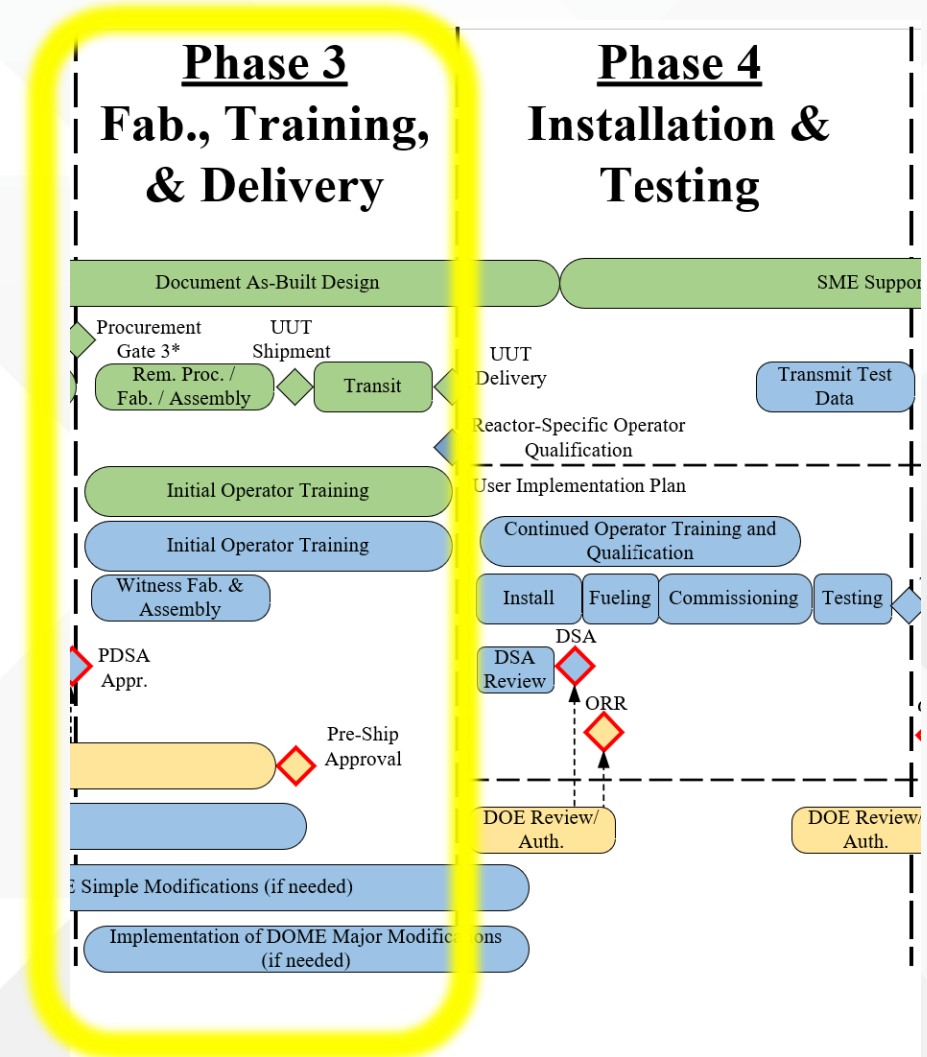 Phase 3
Fab., Training,
& Delivery
Phase 4
Installation &
Testing
Document As-Built Design
SME Suppor
Procurement
Gate 3*
UUT
Shipment
UUT
Delivery
Rem. Proc. /
Fab. / Assembly
Transit
Transmit Test
Data
Reactor-Specific Operator
Qualification
Initial Operator Training
User Implementation Plan
Initial Operator Training
Continued Operator Training and
Qualification
Witness Fab. &
Assembly
Install
Fueling
Commissioning
Testing
PDSA
Appr.
DSA
Review
DSA
ORR
Pre-Ship
Approval
DOE Review/
Auth.
DOE Review/
Auth.
E Simple Modifications (if needed)
Implementation of DOME Major Modifications
(if needed)